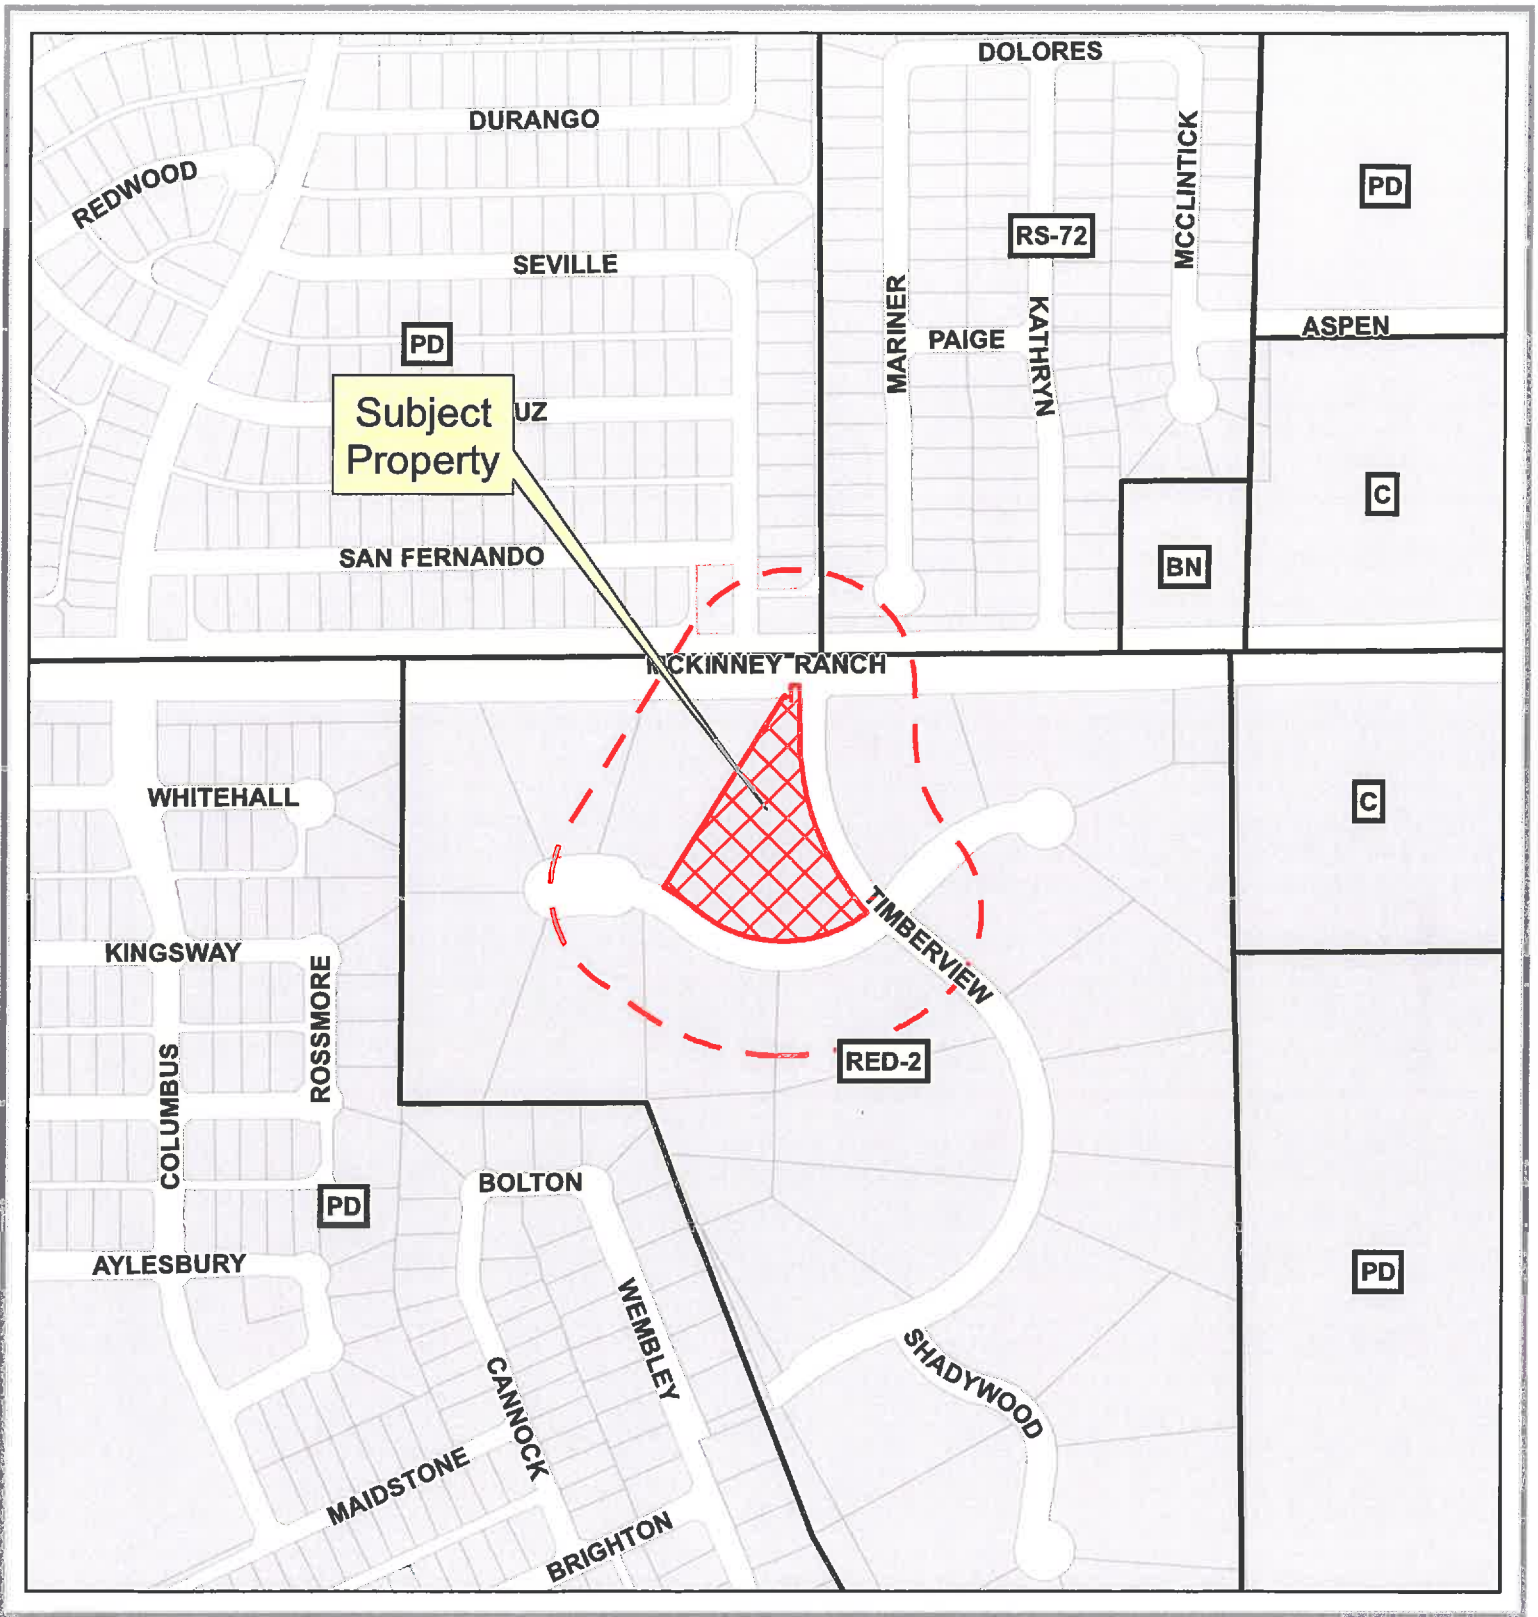 DOLORES
DURANGO
MCCLINTICK
REDWOOD
PD
RS-72
SEVILLE
MARINER
KATHRYN
ASPEN
PAIGE
PD
Subject
Property
UZ
C
SAN FERNANDO
BN
MCKINNEY RANCH
WHITEHALL
C
TIMBERVIEW
KINGSWAY
ROSSMORE
COLUMBUS
RED-2
BOLTON
PD
AYLESBURY
WEMBLEY
PD
SHADYWOOD
CANNOCK
MAIDSTONE
BRIGHTON